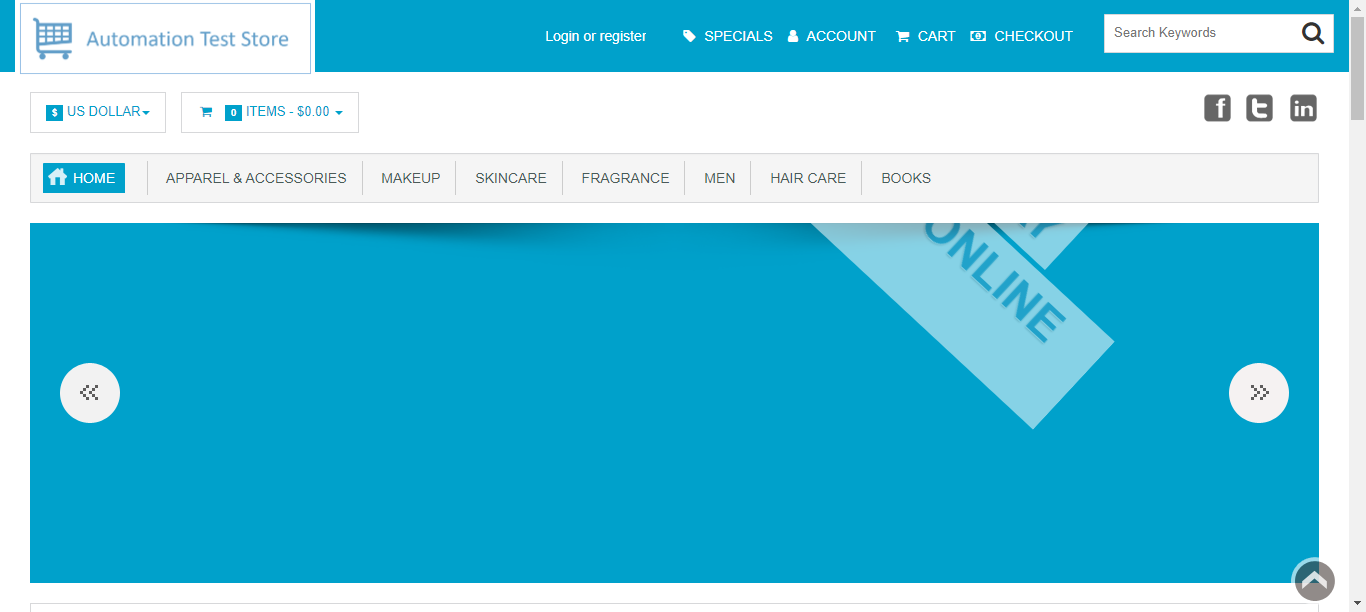 Automation Test Store
Login or register SPECIALS ACCOUNT CART CHECKOUT Search Keywords
$ US DOLLAR 0 ITEMS - $0.00
HOME APPAREL & ACCESSORIES MAKEUP SKINCARE FRAGRANCE MEN HAIR CARE BOOKS
ONLINE